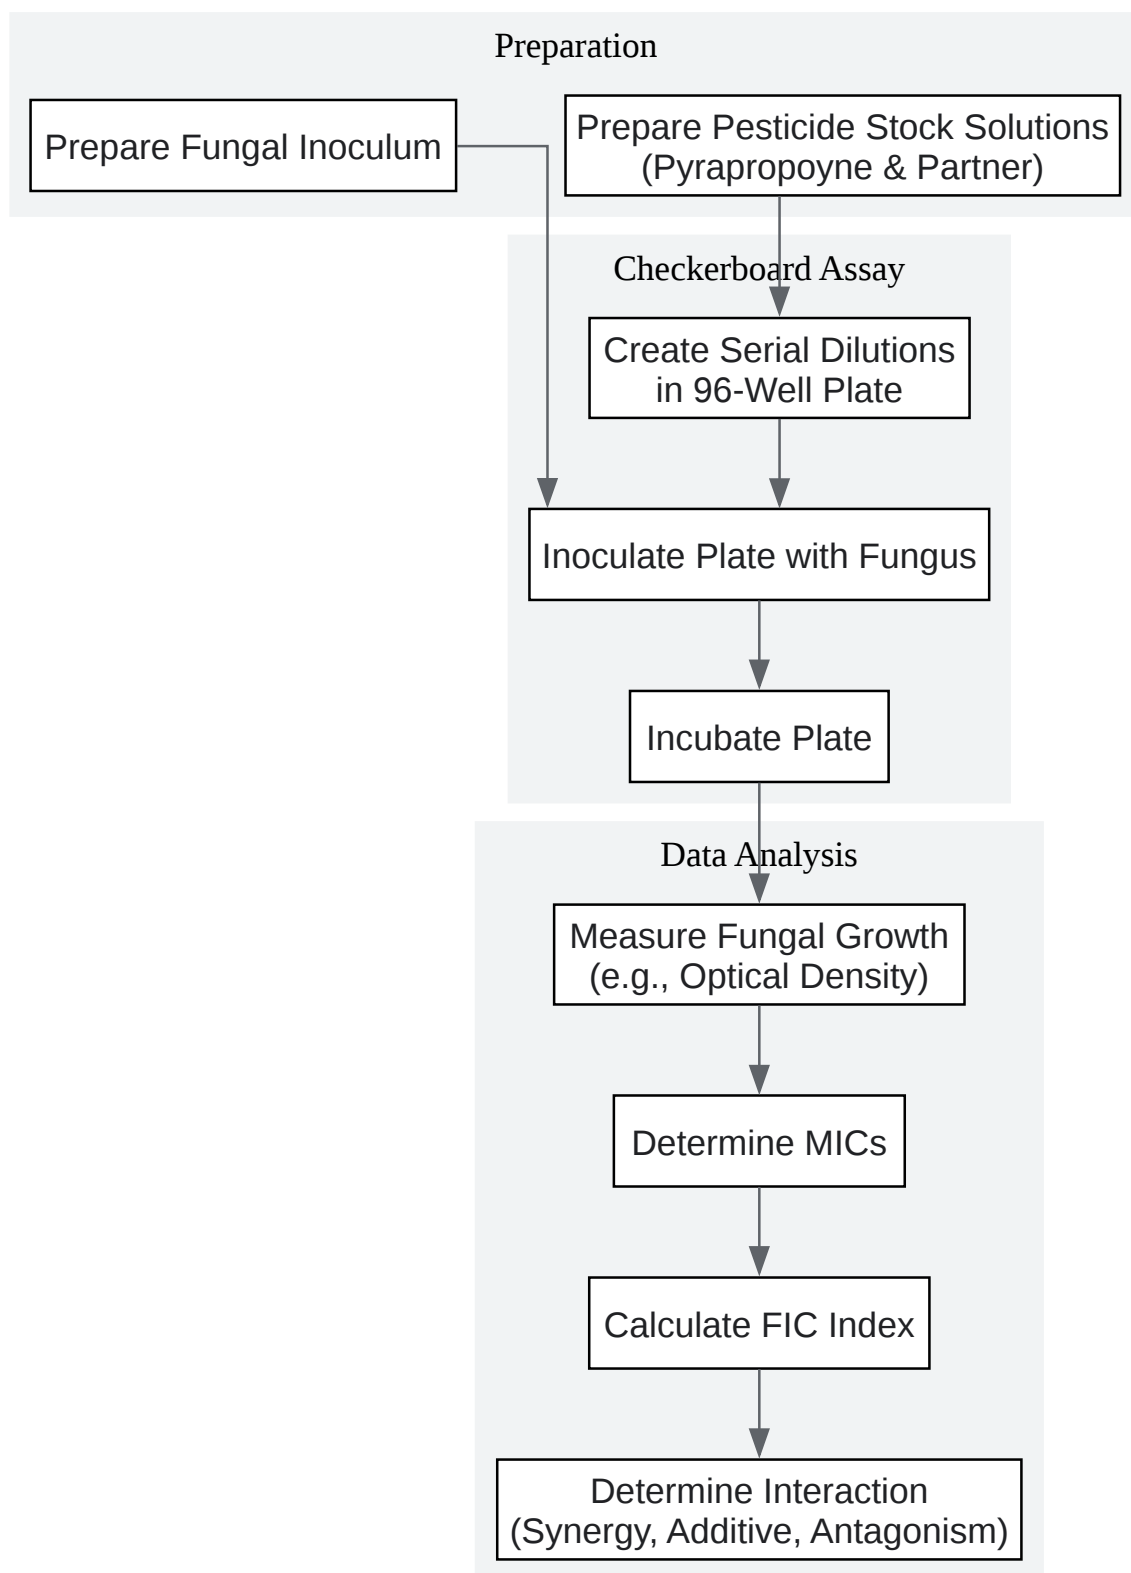 Preparation
Prepare Fungal Inoculum
Prepare Pesticide Stock Solutions
(Pyrapropoyne & Partner)
Checkerboard Assay
Create Serial Dilutions
in 96-Well Plate
Inoculate Plate with Fungus
Incubate Plate
Data Analysis
Measure Fungal Growth
(e.g., Optical Density)
Determine MICs
Calculate FIC Index
Determine Interaction
(Synergy, Additive, Antagonism)